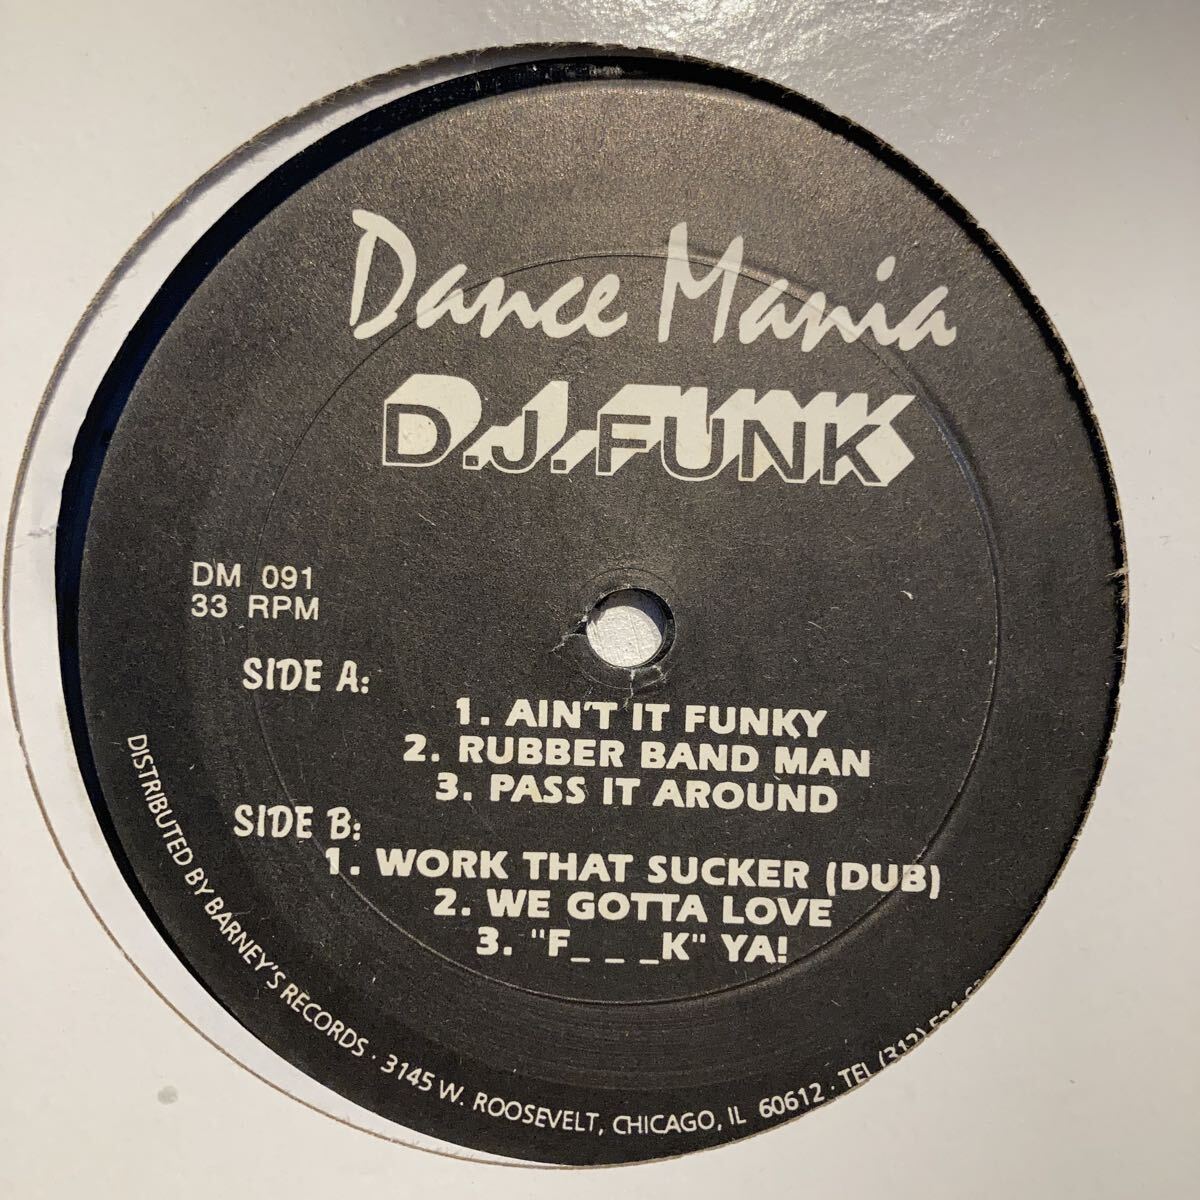 Dance Mania
D.J. FUNK
DM 091
33 RPM
SIDE A:
1. AIN'T IT FUNKY
2. RUBBER BAND MAN
3. PASS IT AROUND
SIDE B:
1. WORK THAT SUCKER (DUB)
2. WE GOTTA LOVE
3. "F_ _ _K" YA!
DISTRIBUTED BY BARNEY'S RECORDS · 3145 W. ROOSEVELT, CHICAGO, IL 60612 · TEL (312)